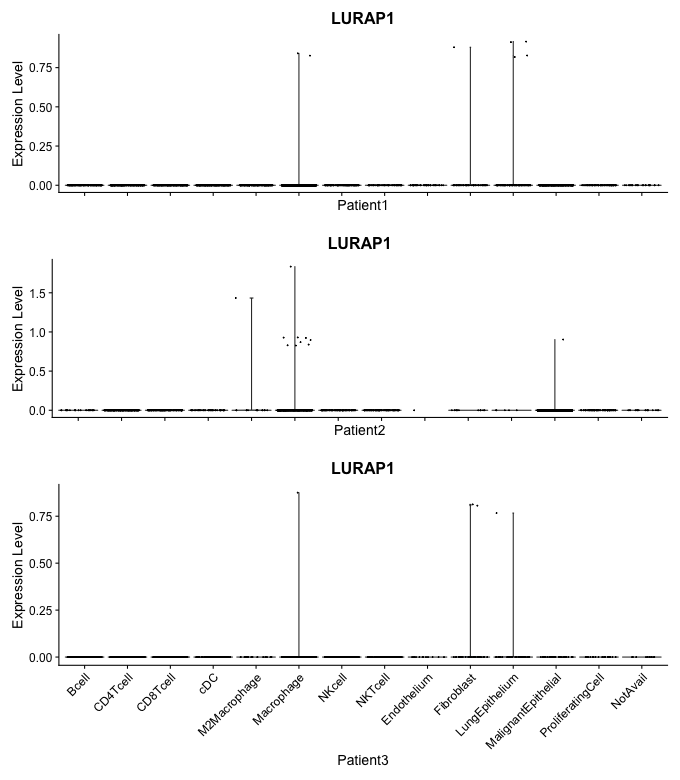 LURAP1
Expression Level
0.75
0.50
0.25
0.00
Patient1
LURAP1
Expression Level
1.5
1.0
0.5
0.0
Patient2
LURAP1
Expression Level
0.75
0.50
0.25
0.00
Bcell
CD4Tcell
CD8Tcell
cDC
M2Macrophage
Macrophage
NKcell
NKTcell
Endothelium
Fibroblast
LungEpithelium
MalignantEpithelial
ProliferatingCell
NotAvail
Patient3